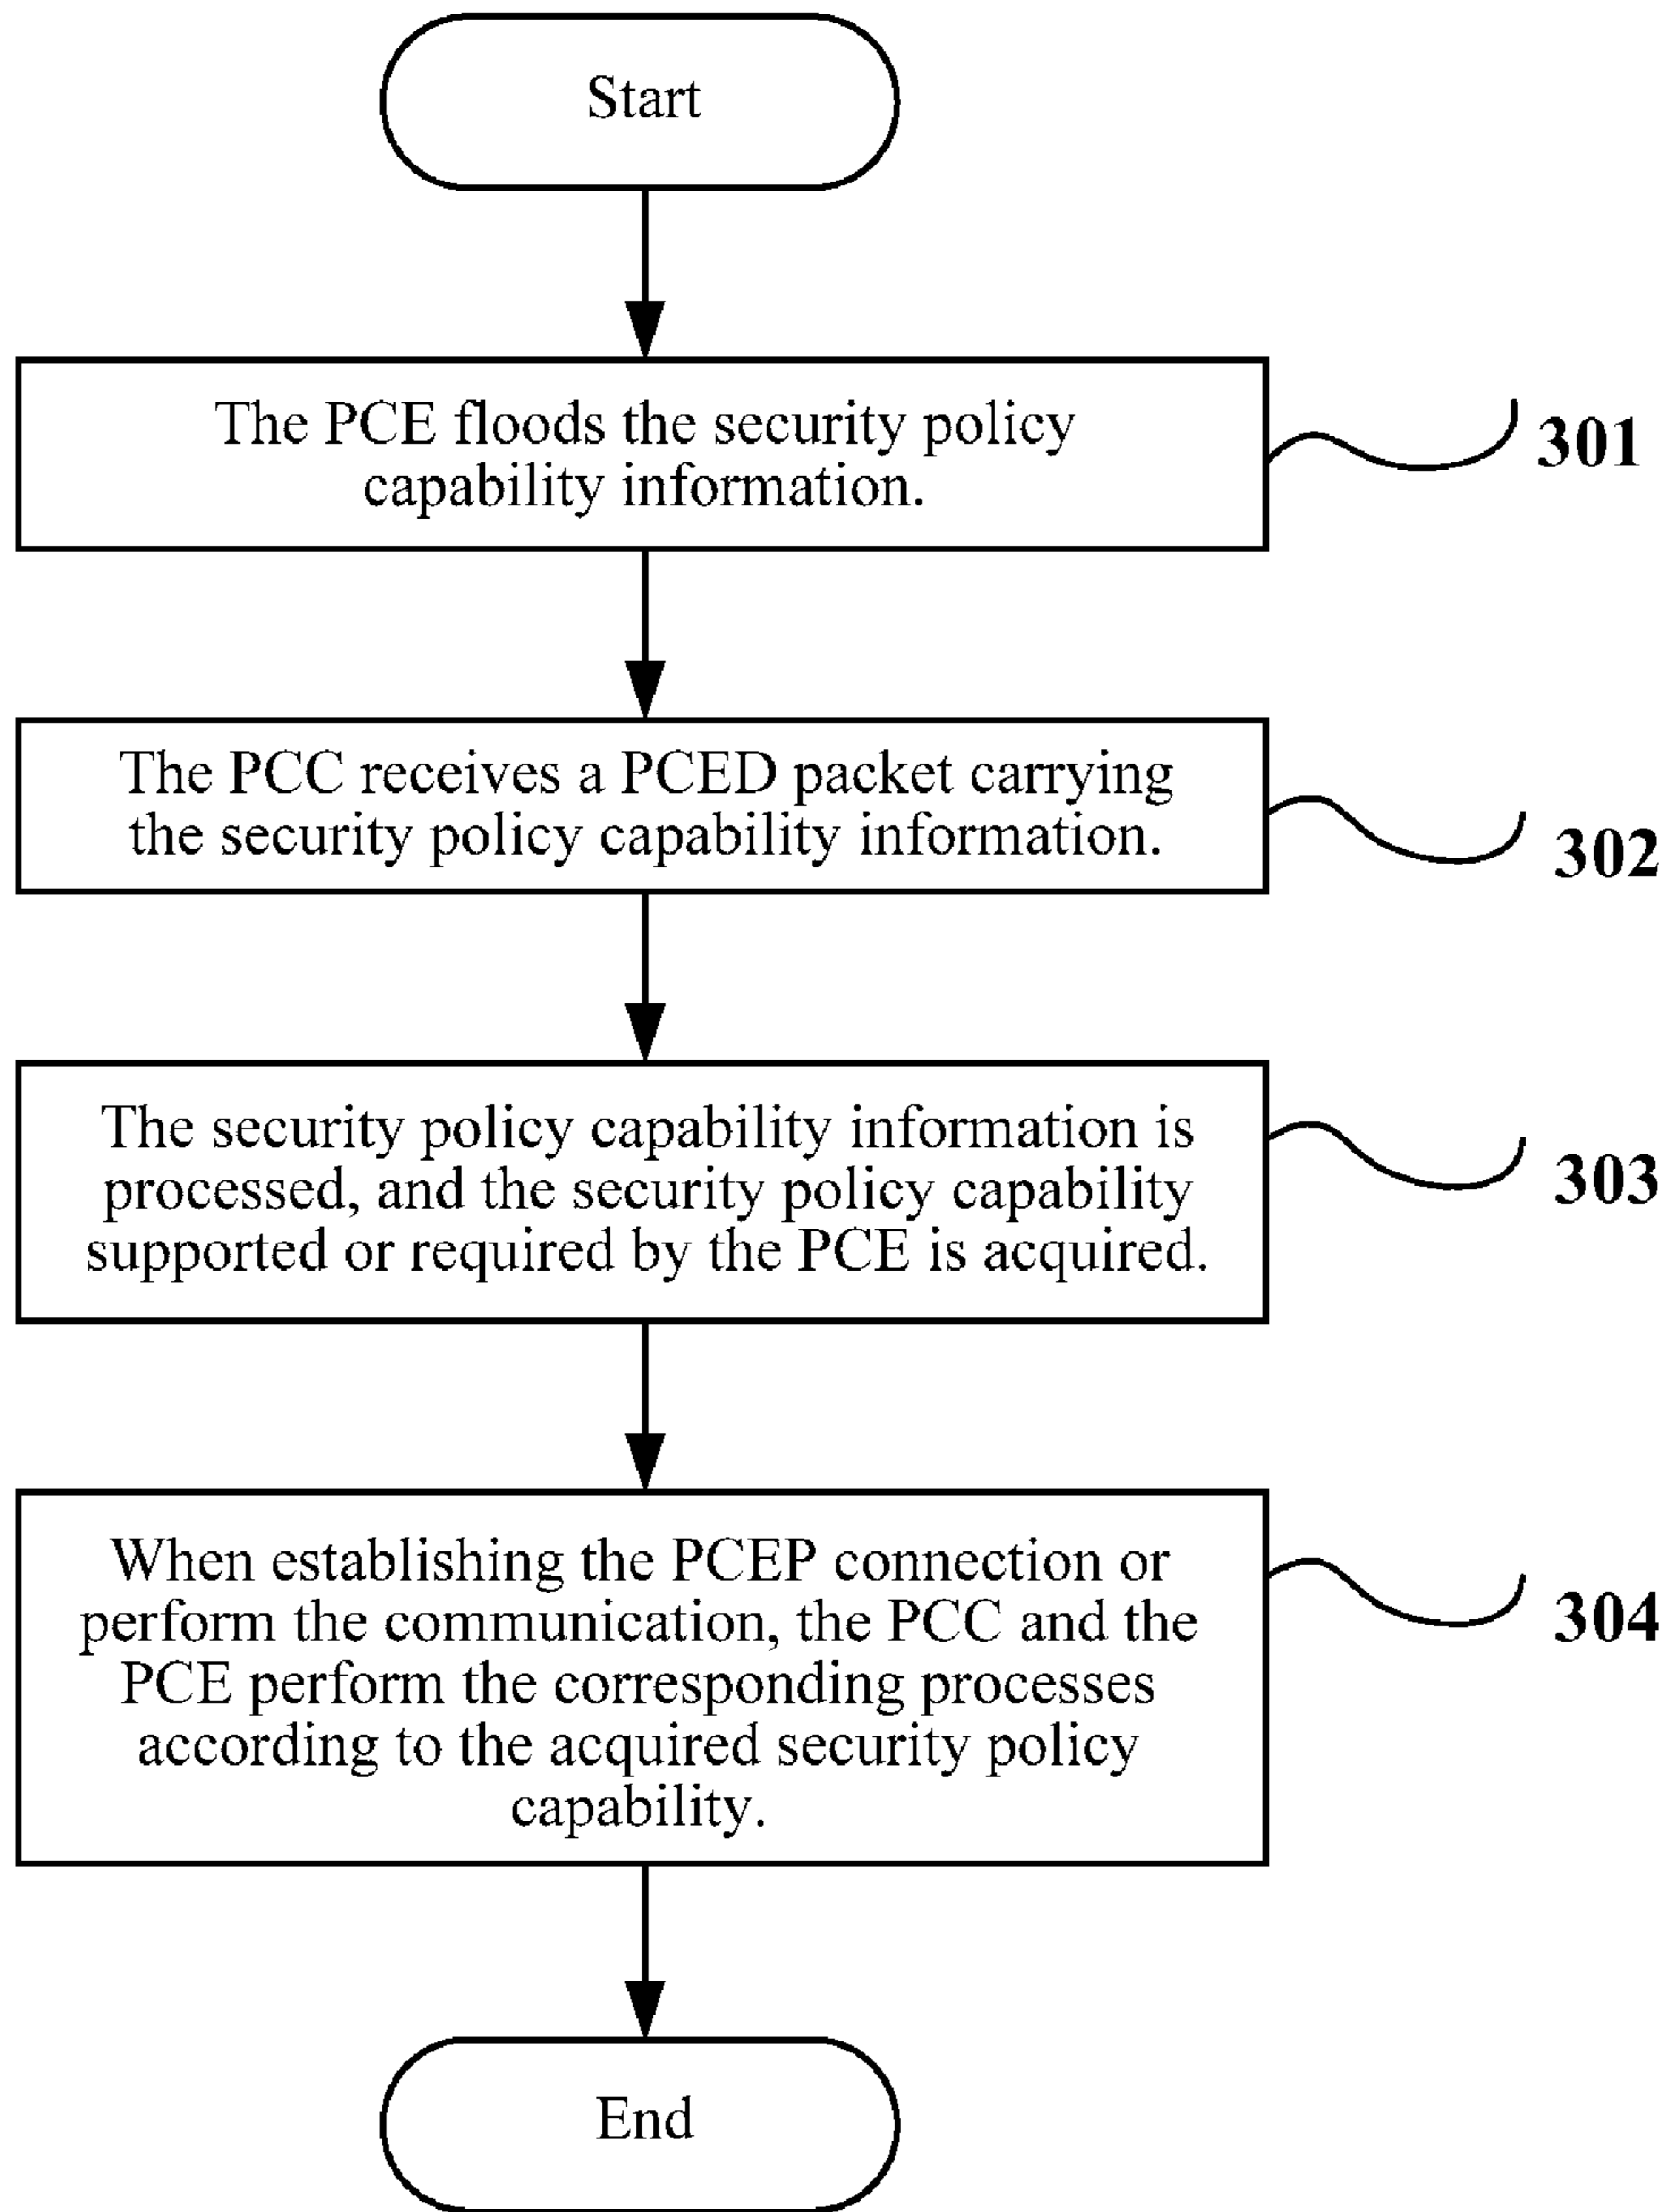 Start
The PCE floods the security policy
capability information.
301
The PCC receives a PCED packet carrying
the security policy capability information.
302
The security policy capability information is
processed, and the security policy capability
supported or required by the PCE is acquired.
303
When establishing the PCEP connection or
perform the communication, the PCC and the
PCE perform the corresponding processes
according to the acquired security policy
capability.
304
End